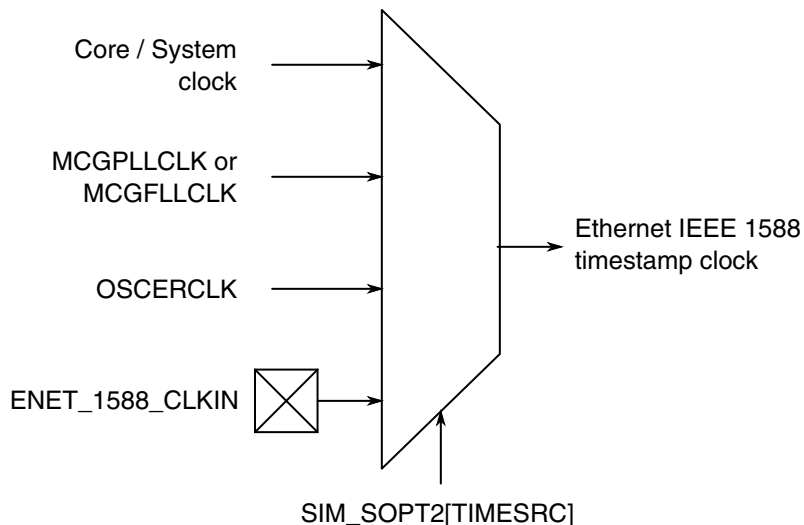 Core / System
clock
MCGPLLCLK or
MCGFLLCLK
Ethernet IEEE 1588
timestamp clock
OSCERCLK
ENET_1588_CLKIN
SIM_SOPT2[TIMESRC]